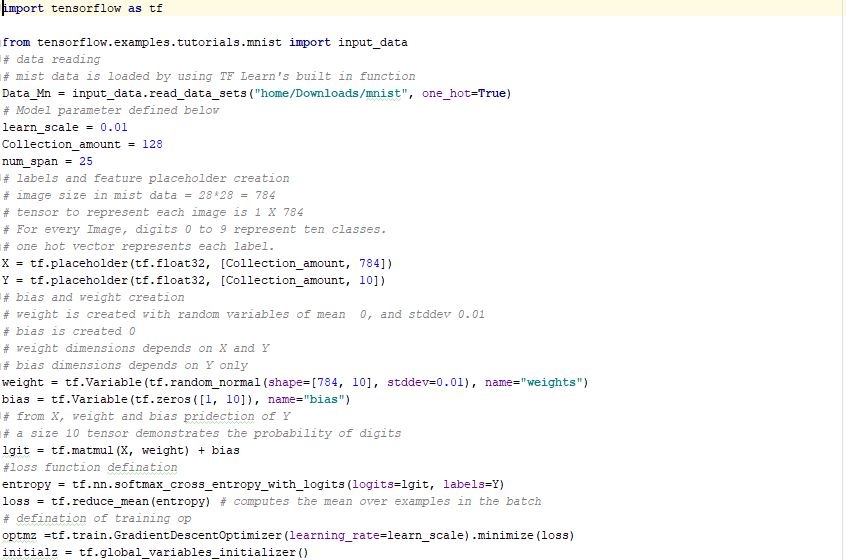 import tensorflow as tf
from tensorflow.examples.tutorials.mnist import input_data
# data reading
# mist data is loaded by using TF Learn's built in function
Data_Mn = input_data.read_data_sets("home/Downloads/mnist", one_hot=True)
# Model parameter defined below
learn_scale = 0.01
Collection_amount = 128
num_span = 25
# labels and feature placeholder creation
# image size in mist data = 28*28 = 784
# tensor to represent each image is 1 X 784
# For every Image, digits 0 to 9 represent ten classes.
# one hot vector represents each label.
X = tf.placeholder(tf.float32, [Collection_amount, 784])
Y = tf.placeholder(tf.float32, [Collection_amount, 10])
# bias and weight creation
# weight is created with random variables of mean  0, and stddev 0.01
# bias is created 0
# weight dimensions depends on X and Y
# bias dimensions depends on Y only
weight = tf.Variable(tf.random_normal(shape=[784, 10], stddev=0.01), name="weights")
bias = tf.Variable(tf.zeros([1, 10]), name="bias")
# from X, weight and bias pridection of Y
# a size 10 tensor demonstrates the probability of digits
lgit = tf.matmul(X, weight) + bias
#loss function defination
entropy = tf.nn.softmax_cross_entropy_with_logits(logits=lgit, labels=Y)
loss = tf.reduce_mean(entropy) # computes the mean over examples in the batch
# defination of training op
optmz =tf.train.GradientDescentOptimizer(learning_rate=learn_scale).minimize(loss)
initialz = tf.global_variables_initializer()